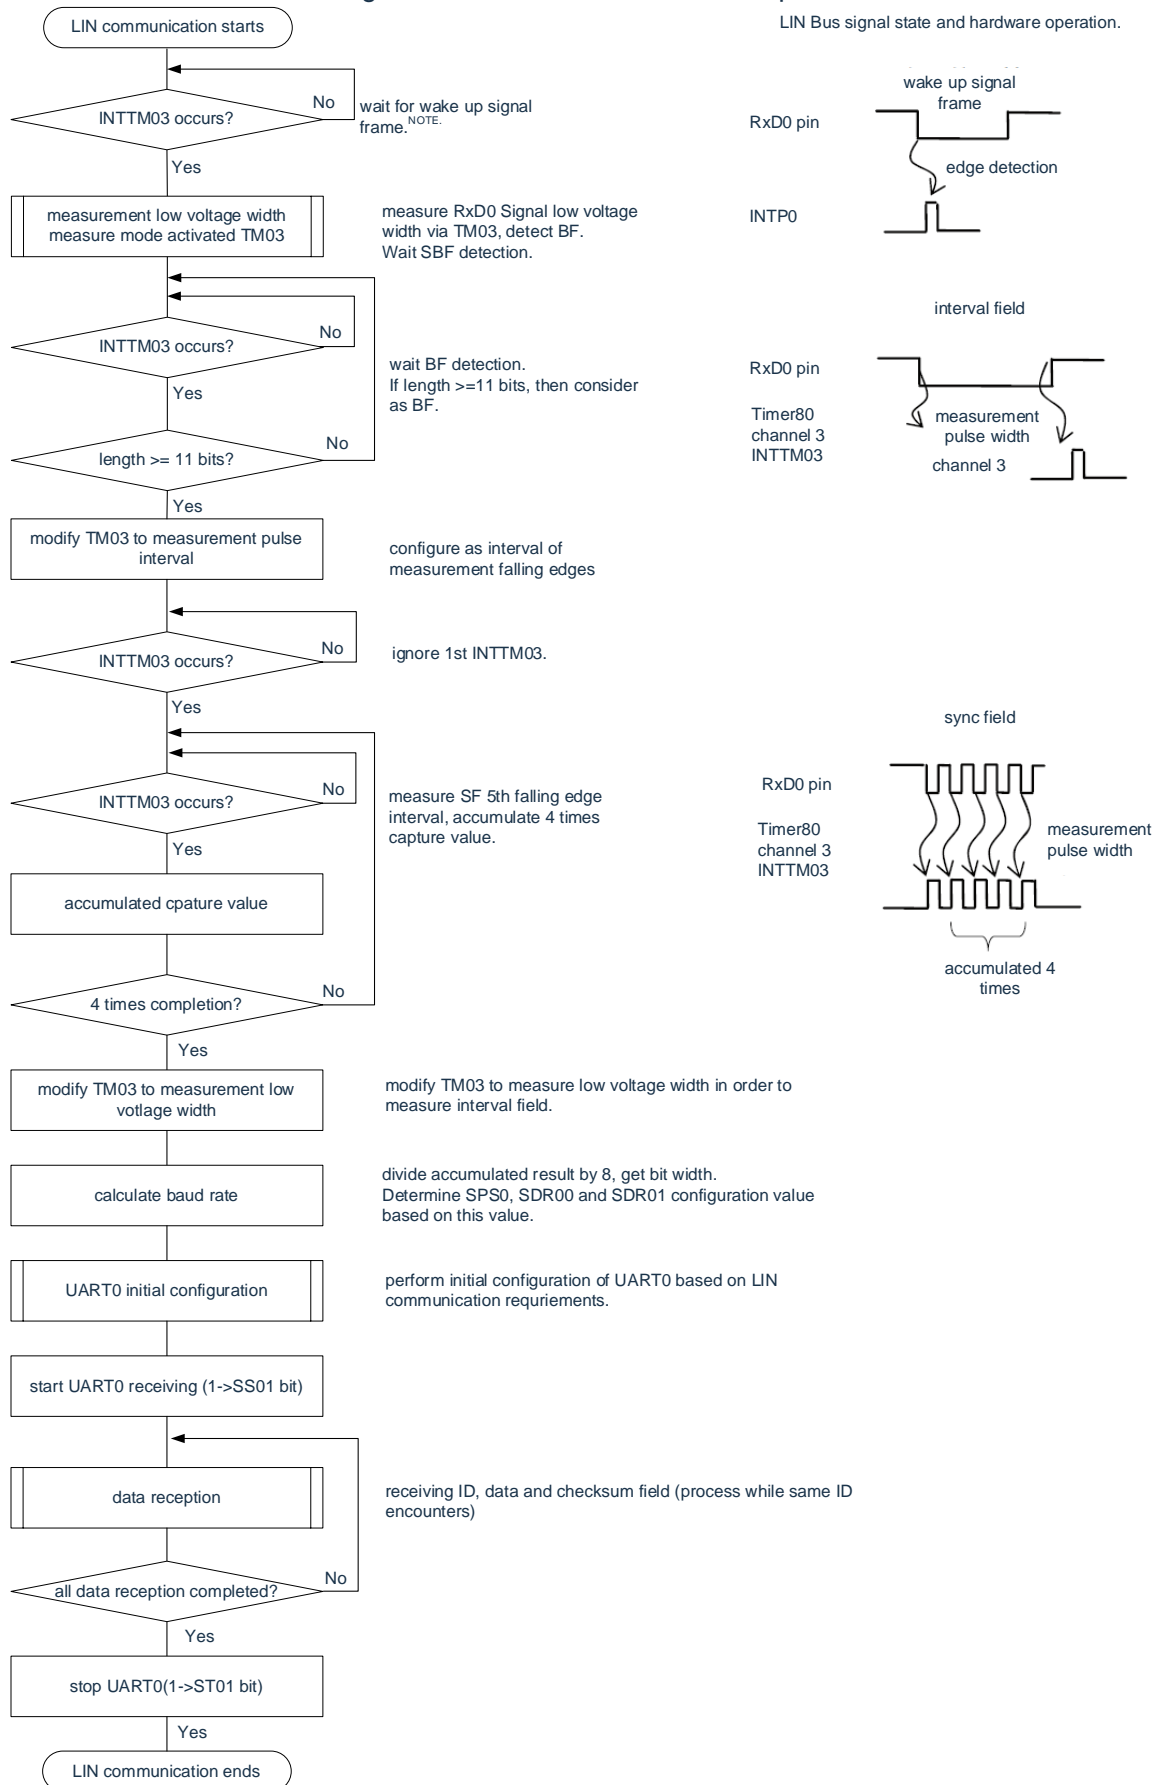 LIN communication starts
LIN Bus signal state and hardware operation.
INTTM03 occurs?
No
wait for wake up signal
frame.NOTE.
Yes
wake up signal
frame
RxD0 pin
edge detection
INTP0
measurement low voltage width
measure mode activated TM03
measure RxD0 Signal low voltage
width via TM03, detect BF.
Wait SBF detection.
INTTM03 occurs?
No
Yes
wait BF detection.
If length >=11 bits, then consider
as BF.
length >= 11 bits?
No
Yes
interval field
RxD0 pin
Timer80
channel 3
INTTM03
measurement
pulse width
channel 3
modify TM03 to measurement pulse
interval
configure as interval of
measurement falling edges
INTTM03 occurs?
No
ignore 1st INTTM03.
Yes
INTTM03 occurs?
No
Yes
measure SF 5th falling edge
interval, accumulate 4 times
capture value.
accumulated cpature value
4 times completion?
No
Yes
sync field
RxD0 pin
Timer80
channel 3
INTTM03
measurement
pulse width
accumulated 4
times
modify TM03 to measurement low
votlage width
modify TM03 to measure low voltage width in order to
measure interval field.
calculate baud rate
divide accumulated result by 8, get bit width.
Determine SPS0, SDR00 and SDR01 configuration value
based on this value.
UART0 initial configuration
perform initial configuration of UART0 based on LIN
communication requriements.
start UART0 receiving (1->SS01 bit)
data reception
receiving ID, data and checksum field (process while same ID
encounters)
all data reception completed?
No
Yes
stop UART0(1->ST01 bit)
Yes
LIN communication ends